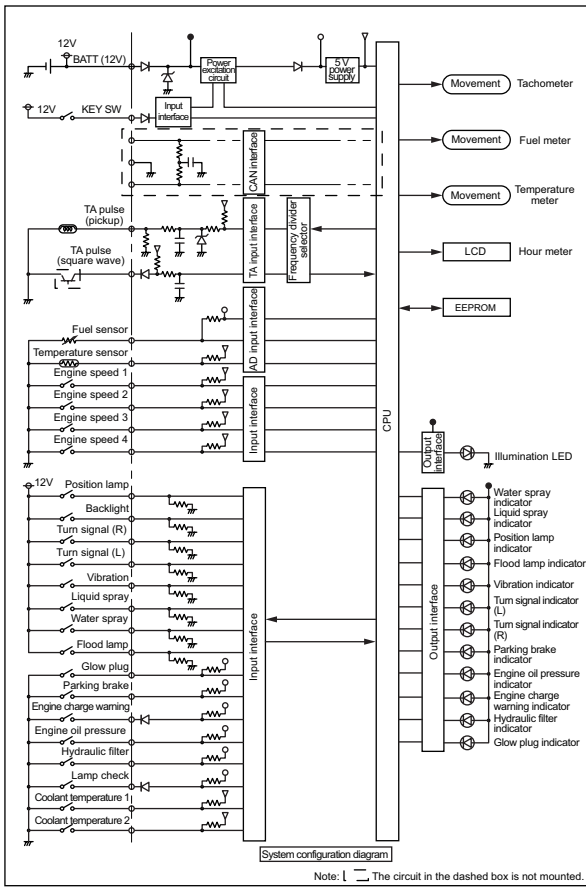 12V
BATT (12V)
Power
excitation
circuit
5 V
power
supply
12V
KEY SW
Input
interface
CAN interface
TA pulse
(pickup)
TA pulse
(square wave)
TA input interface
Frequency divider
selector
Fuel sensor
Temperature sensor
AD input interface
Engine speed 1
Engine speed 2
Engine speed 3
Engine speed 4
Input interface
12V
Position lamp
Backlight
Turn signal (R)
Turn signal (L)
Vibration
Liquid spray
Water spray
Flood lamp
Glow plug
Parking brake
Engine charge warning
Engine oil pressure
Hydraulic filter
Lamp check
Coolant temperature 1
Coolant temperature 2
Input interface
CPU
Movement
Tachometer
Movement
Fuel meter
Movement
Temperature
meter
LCD
Hour meter
EEPROM
Output
interface
Illumination LED
Output interface
Water spray
indicator
Liquid spray
indicator
Position lamp
indicator
Flood lamp indicator
Vibration indicator
Turn signal indicator
(L)
Turn signal indicator
(R)
Parking brake
indicator
Engine oil pressure
indicator
Engine charge
warning indicator
Hydraulic filter
indicator
Glow plug indicator
System configuration diagram
Note: The circuit in the dashed box is not mounted.